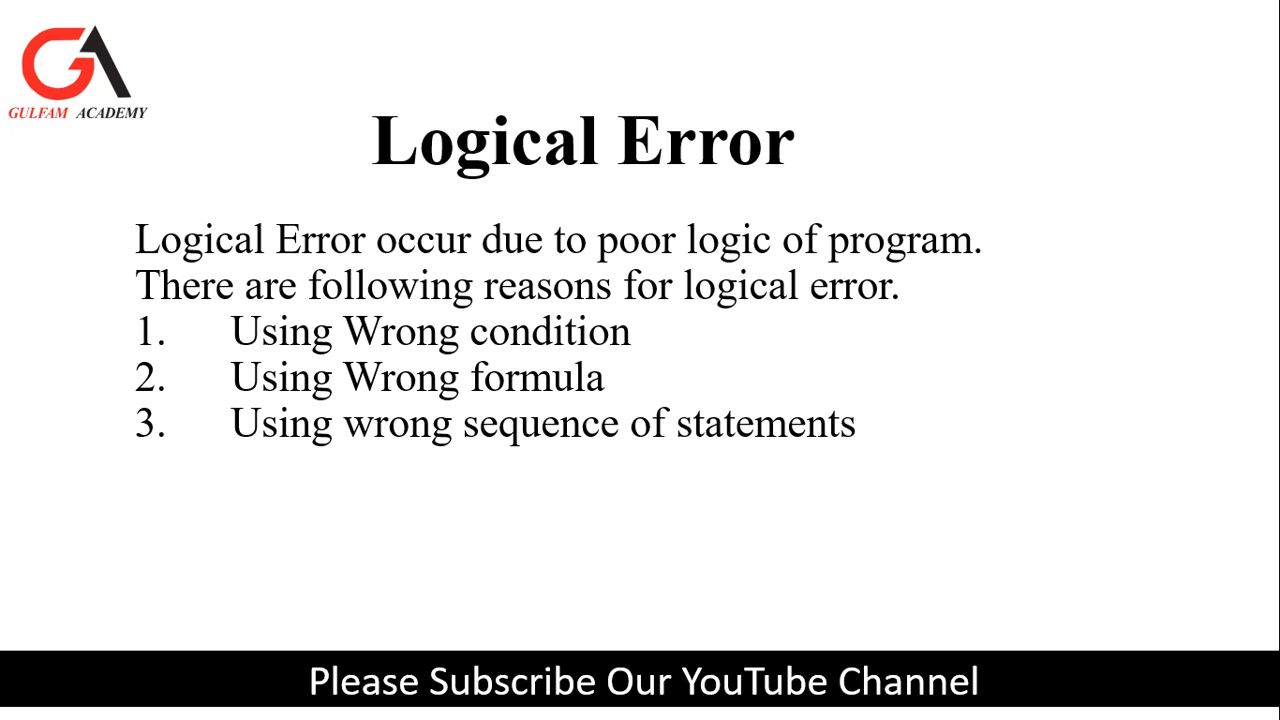 GULFAM ACADEMY
Logical Error
Logical Error occur due to poor logic of program.
There are following reasons for logical error.
1. Using Wrong condition
2. Using Wrong formula
3. Using wrong sequence of statements
Please Subscribe Our YouTube Channel